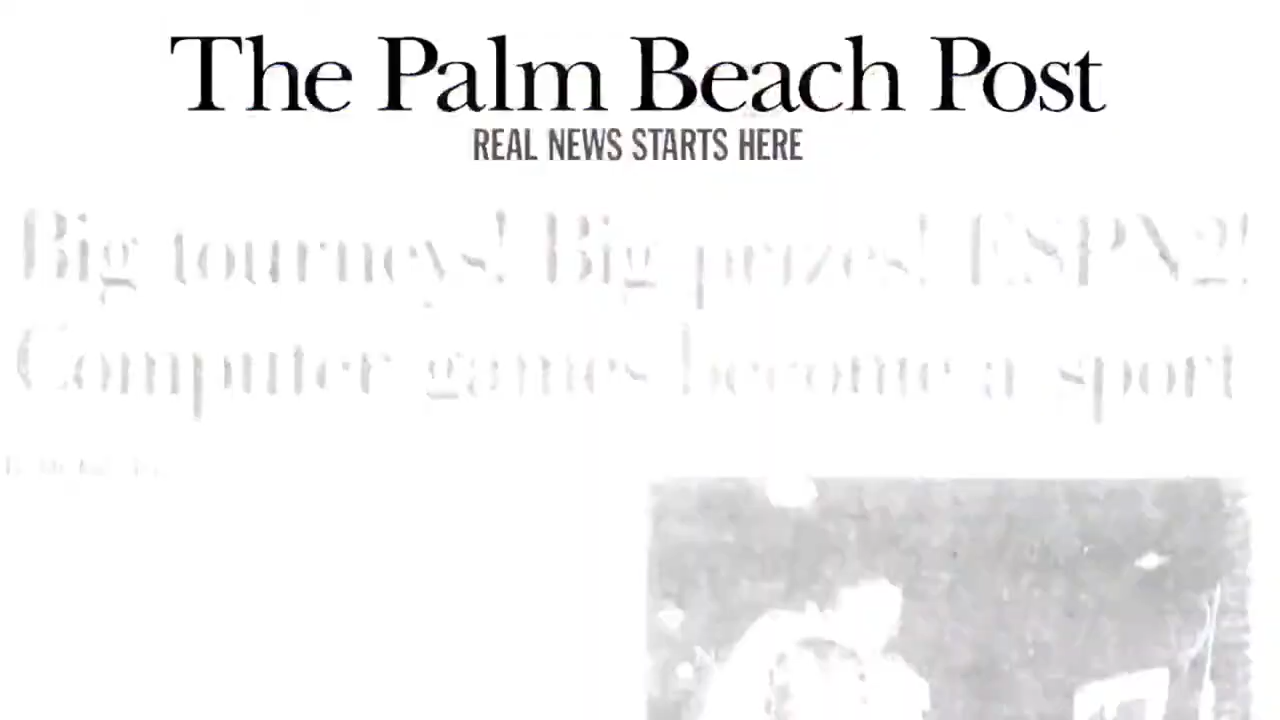 The Palm Beach Post
REAL NEWS STARTS HERE
Big tourneys! Big prizes! ESPN2!
Computer games become a sport